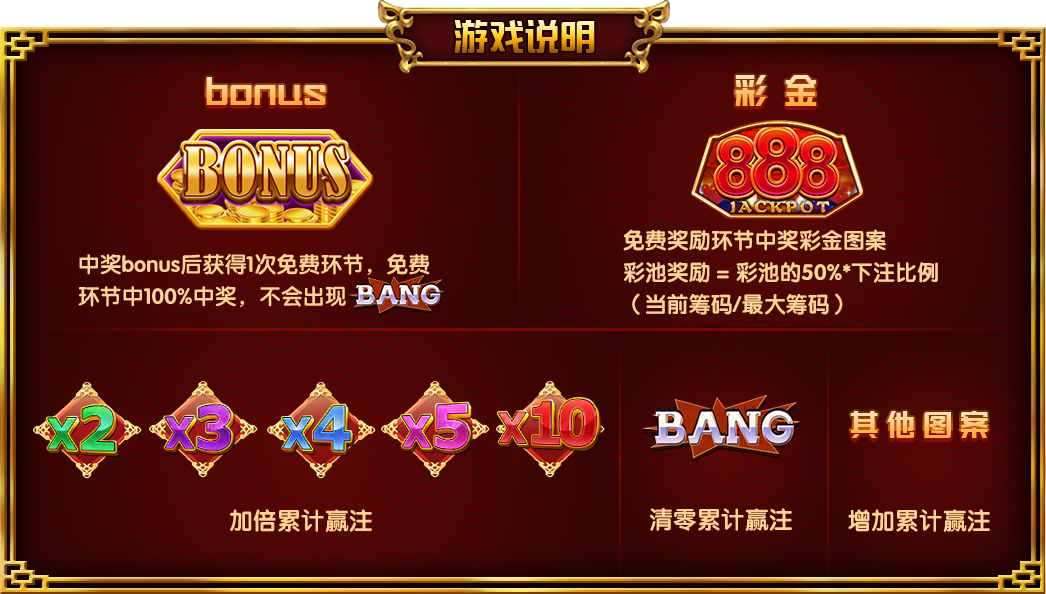 游戏说明
bonus
BONUS
中奖bonus后获得1次免费环节，免费
环节中100%中奖，不会出现 BANG
彩金
888
JACKPOT
免费奖励环节中奖彩金图案
彩池奖励 = 彩池的50%*下注比例
（当前筹码/最大筹码）
x2 x3 x4 x5 x10
加倍累计赢注
BANG
清零累计赢注
其他图案
增加累计赢注